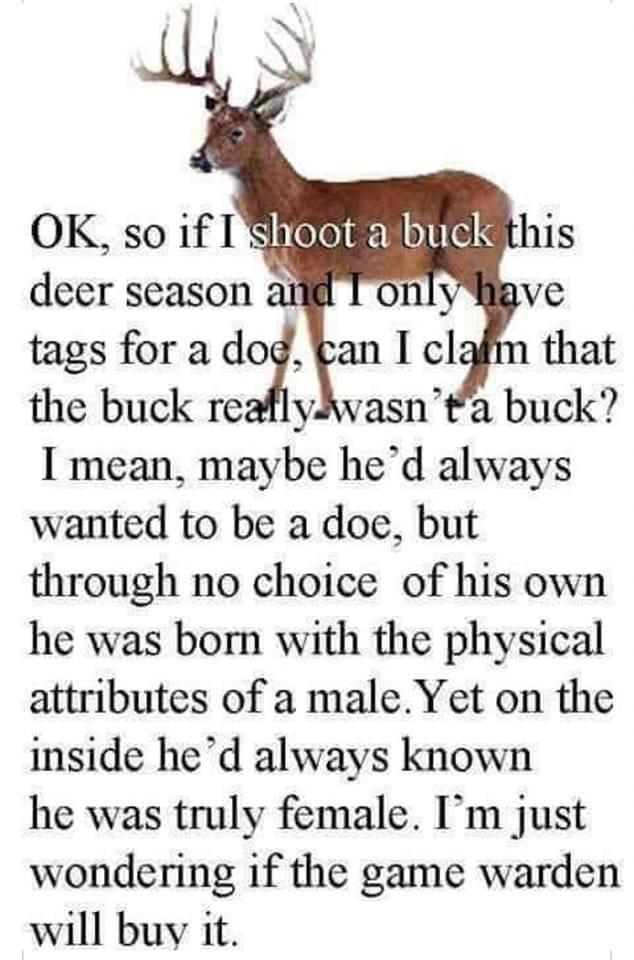 OK, so if I shoot a buck this
deer season and I only have
tags for a doe, can I claim that
the buck really wasn't a buck?
I mean, maybe he'd always
wanted to be a doe, but
through no choice of his own
he was born with the physical
attributes of a male.Yet on the
inside he'd always known
he was truly female. I'm just
wondering if the game warden
will buy it.